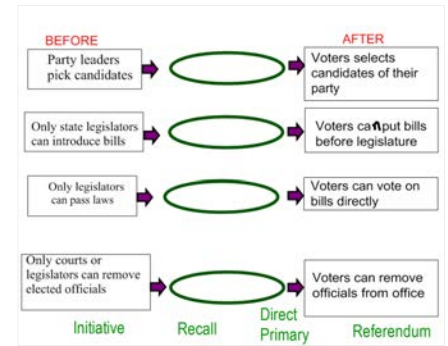 BEFORE
AFTER
Party leaders
pick candidates
Voters selects
candidates of their
party
Only state legislators
can introduce bills
Voters can put bills
before legislature
Only legislators
can pass laws
Voters can vote on
bills directly
Only courts or
legislators can remove
elected officials
Voters can remove
officials from office
Initiative
Recall
Direct
Primary
Referendum